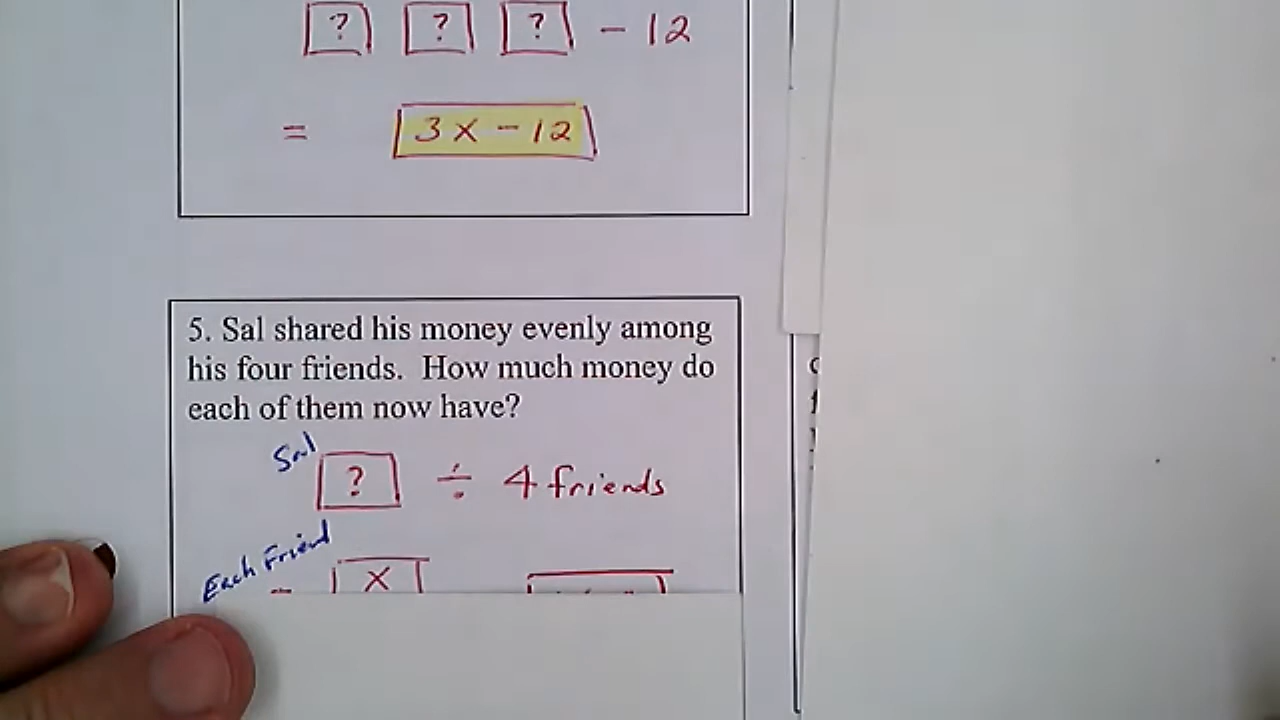 ? ? ? - 12
= 3x - 12
5. Sal shared his money evenly among
his four friends. How much money do
each of them now have?
Sal
? ÷ 4 friends
Each Friend
= x